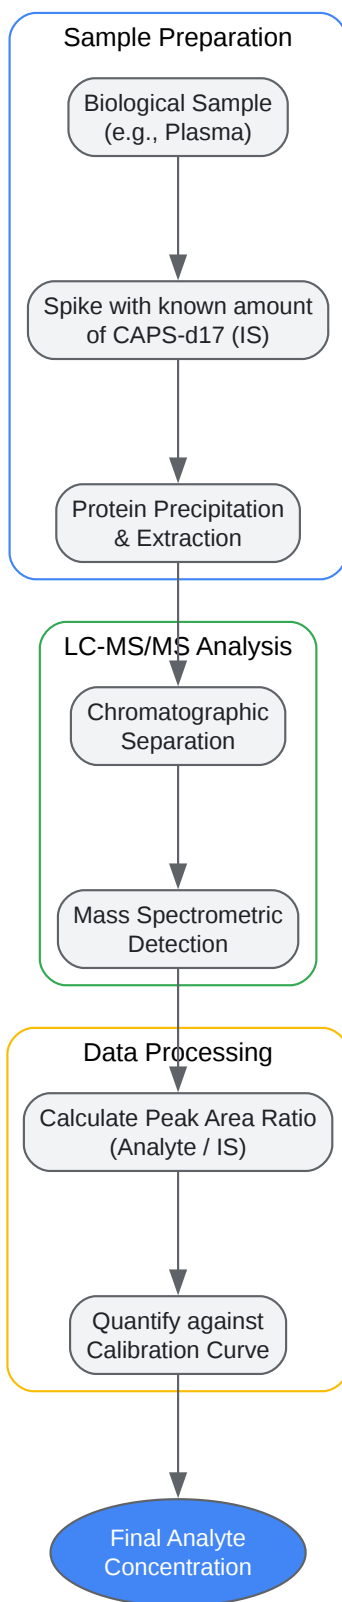 Sample Preparation
Biological Sample
(e.g., Plasma)
Spike with known amount
of CAPS-d17 (IS)
Protein Precipitation
& Extraction
LC-MS/MS Analysis
Chromatographic
Separation
Mass Spectrometric
Detection
Data Processing
Calculate Peak Area Ratio
(Analyte / IS)
Quantify against
Calibration Curve
Final Analyte
Concentration